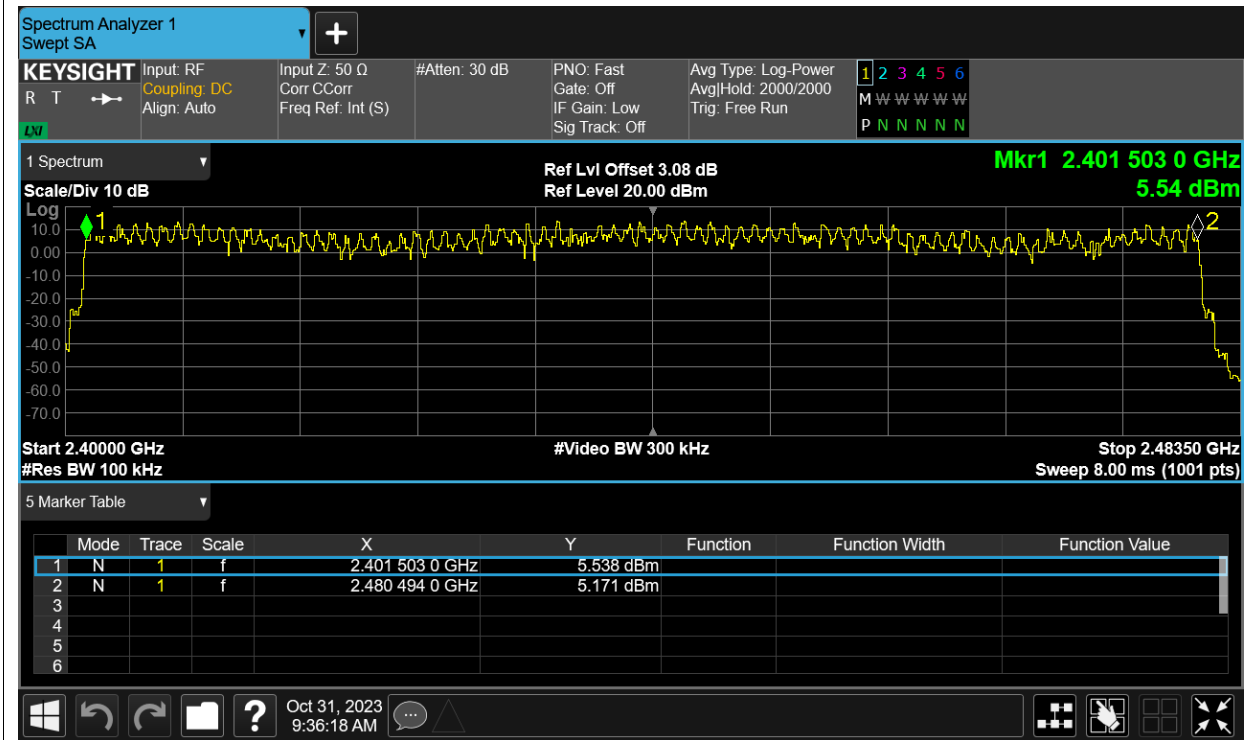 Spectrum Analyzer 1
Swept SA
KEYSIGHT
R T
LXI
Input: RF
Coupling: DC
Align: Auto
Input Z: 50 Ω
Corr CCorr
Freq Ref: Int (S)
#Atten: 30 dB
PNO: Fast
Gate: Off
IF Gain: Low
Sig Track: Off
Avg Type: Log-Power
Avg|Hold: 2000/2000
Trig: Free Run
1 2 3 4 5 6
M W W W W W
P N N N N N
1 Spectrum
Scale/Div 10 dB
Ref Lvl Offset 3.08 dB
Ref Level 20.00 dBm
Mkr1 2.401 503 0 GHz
5.54 dBm
Log
10.0
0.00
-10.0
-20.0
-30.0
-40.0
-50.0
-60.0
-70.0
1
2
Start 2.40000 GHz
#Video BW 300 kHz
Stop 2.48350 GHz
#Res BW 100 kHz
Sweep 8.00 ms (1001 pts)
5 Marker Table
Mode Trace Scale X Y Function Function Width Function Value
1 N 1 f 2.401 503 0 GHz 5.538 dBm
2 N 1 f 2.480 494 0 GHz 5.171 dBm
3
4
5
6
?
Oct 31, 2023
9:36:18 AM